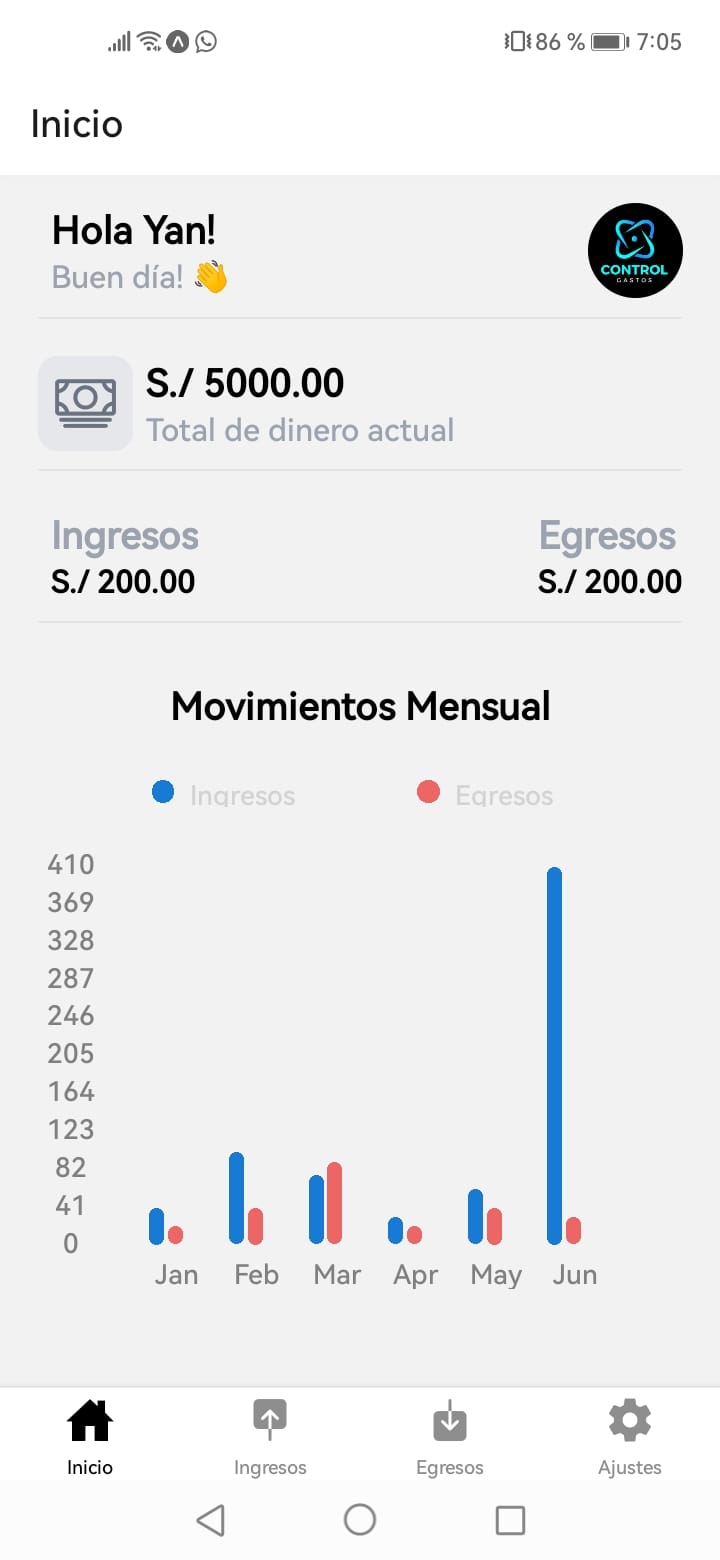 86 % 7:05
Inicio
Hola Yan!
Buen día! 👋
CONTROL
GASTOS
S./ 5000.00
Total de dinero actual
Ingresos Egresos
S./ 200.00 S./ 200.00
Movimientos Mensual
Ingresos Egresos
410
369
328
287
246
205
164
123
82
41
0
Jan Feb Mar Apr May Jun
Inicio Ingresos Egresos Ajustes